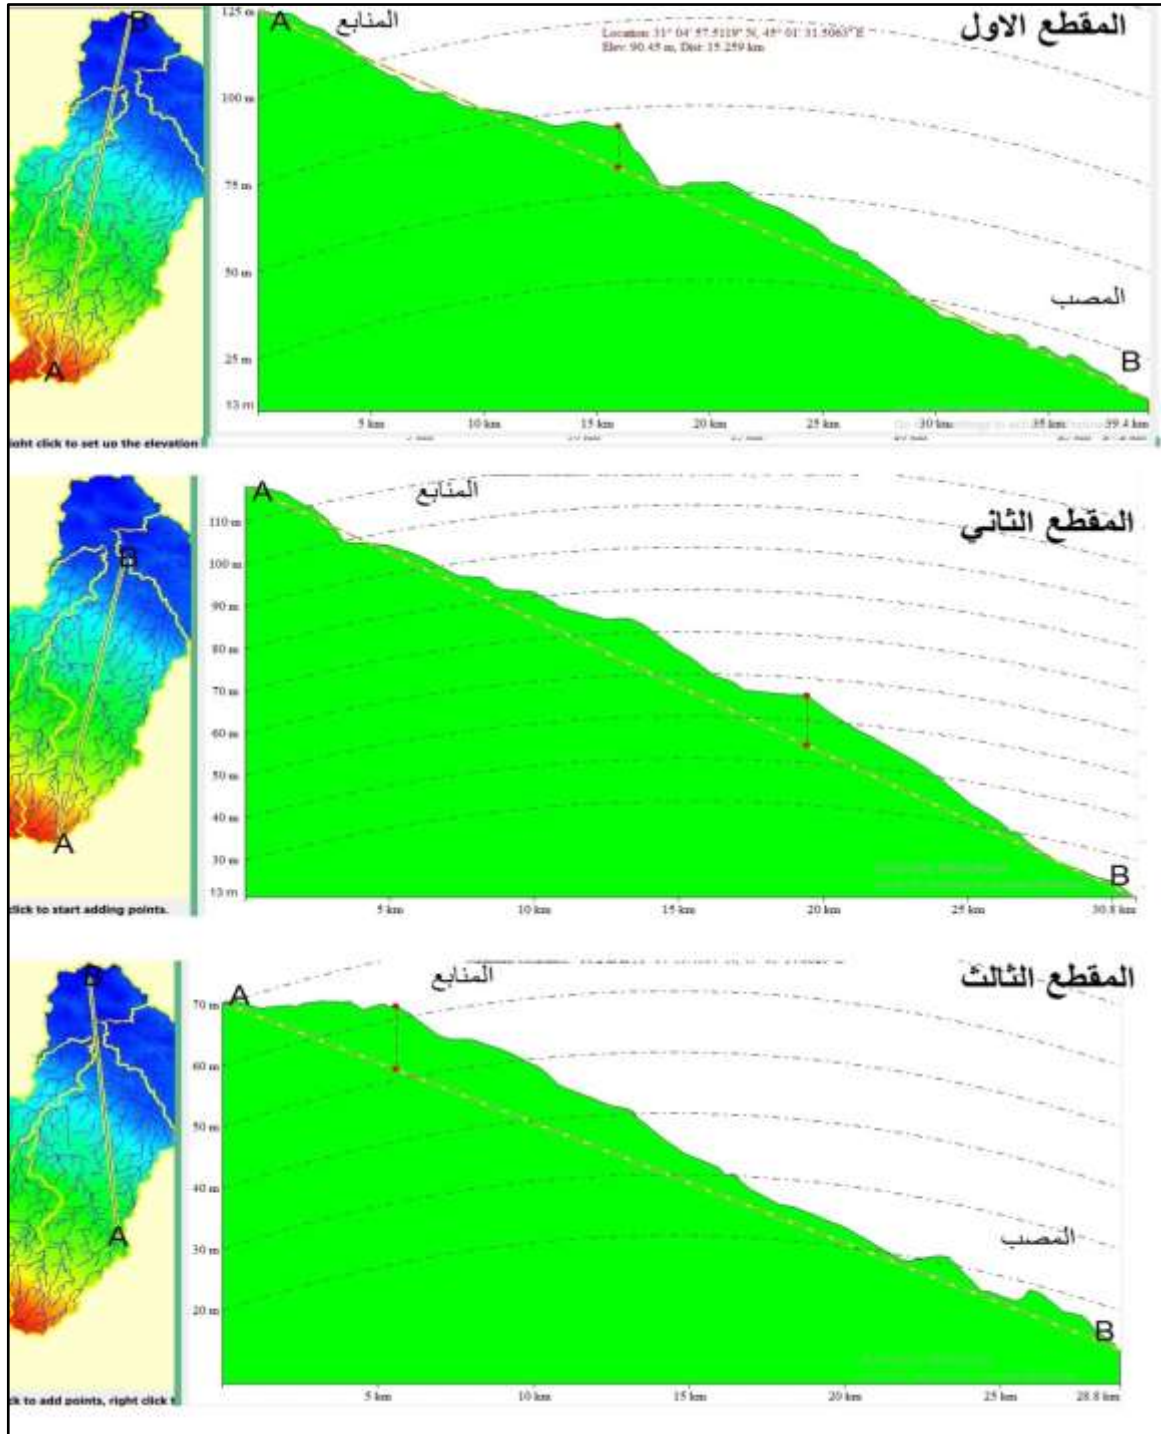 المقطع الاول
المنابع
A
B
Location: 31° 04' 57.5119" N, 45° 01' 31.5063" E
Elev: 90.45 m, Dist: 15.259 km
125 m
100 m
75 m
50 m
25 m
13 m
المصب
B
A
5 km
10 km
15 km
20 km
25 km
30 km
35 km
39.4 km
ight click to set up the elevation
المقطع الثاني
المنابع
A
110 m
100 m
90 m
80 m
70 m
60 m
50 m
40 m
30 m
13 m
B
A
B
5 km
10 km
15 km
20 km
25 km
30.8 km
click to start adding points.
المقطع الثالث
المنابع
A
70 m
60 m
50 m
40 m
30 m
20 m
A
المصب
B
5 km
10 km
15 km
20 km
25 km
28.8 km
ck to add points, right click t